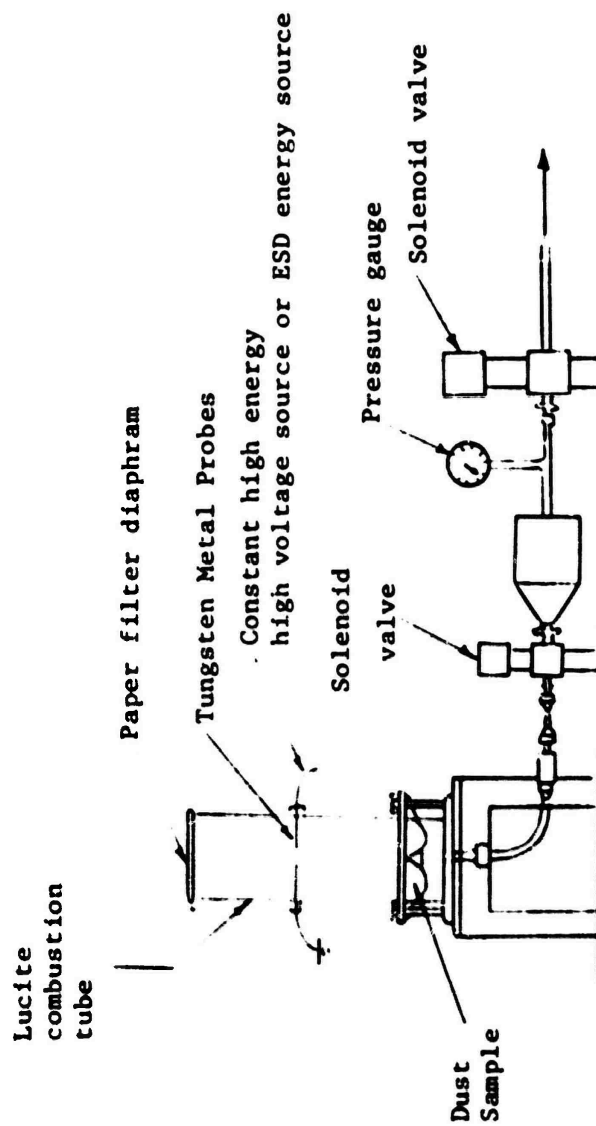 Lucite
combustion
tube
Paper filter diaphram
Tungsten Metal Probes
Constant high energy
high voltage source or ESD energy source
Solenoid
valve
Pressure gauge
Solenoid valve
Dust
Sample